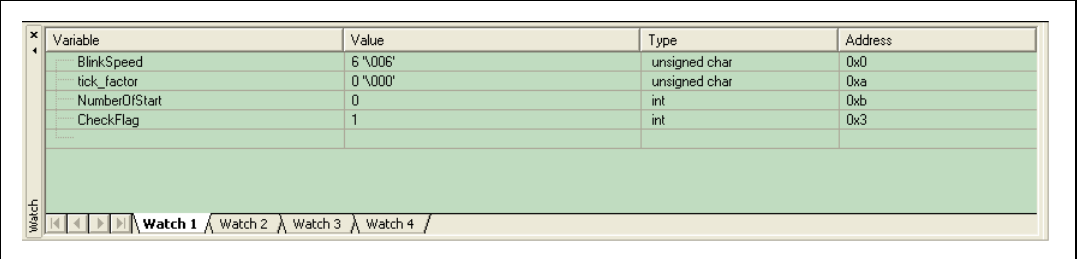 Variable Value Type Address
BlinkSpeed 6 '\006' unsigned char 0x0
tick_factor 0 '\000' unsigned char 0xa
NumberOfStart 0 int 0xb
CheckFlag 1 int 0x3
Watch
Watch 1 Watch 2 Watch 3 Watch 4